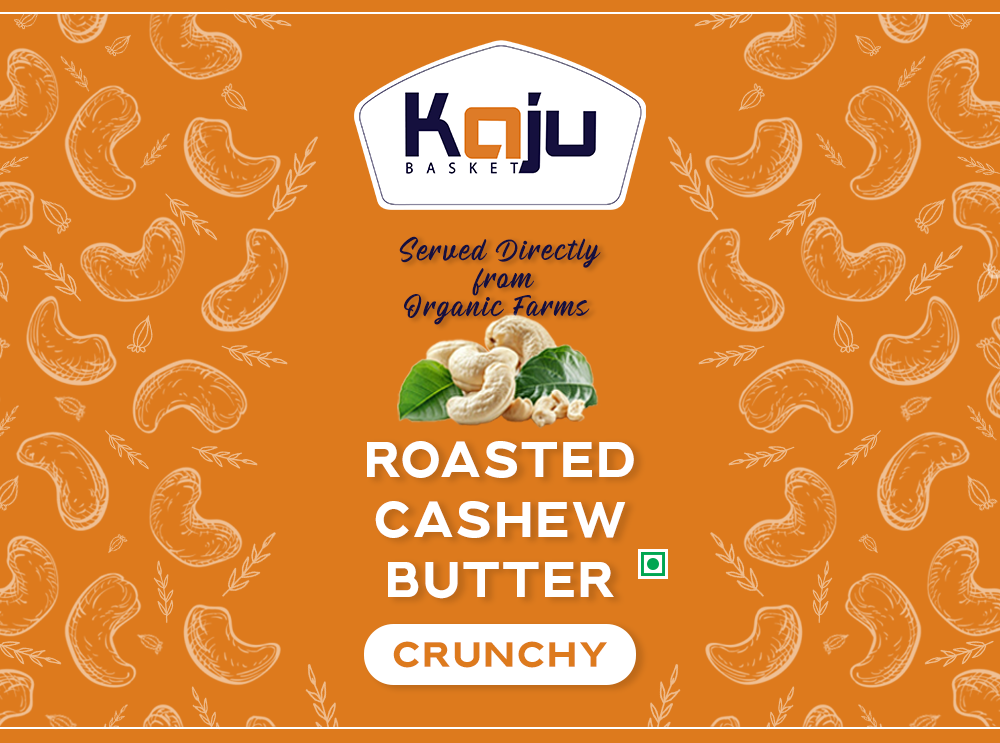 Kaju
BASKET
Served Directly
from
Organic Farms
ROASTED
CASHEW
BUTTER
CRUNCHY